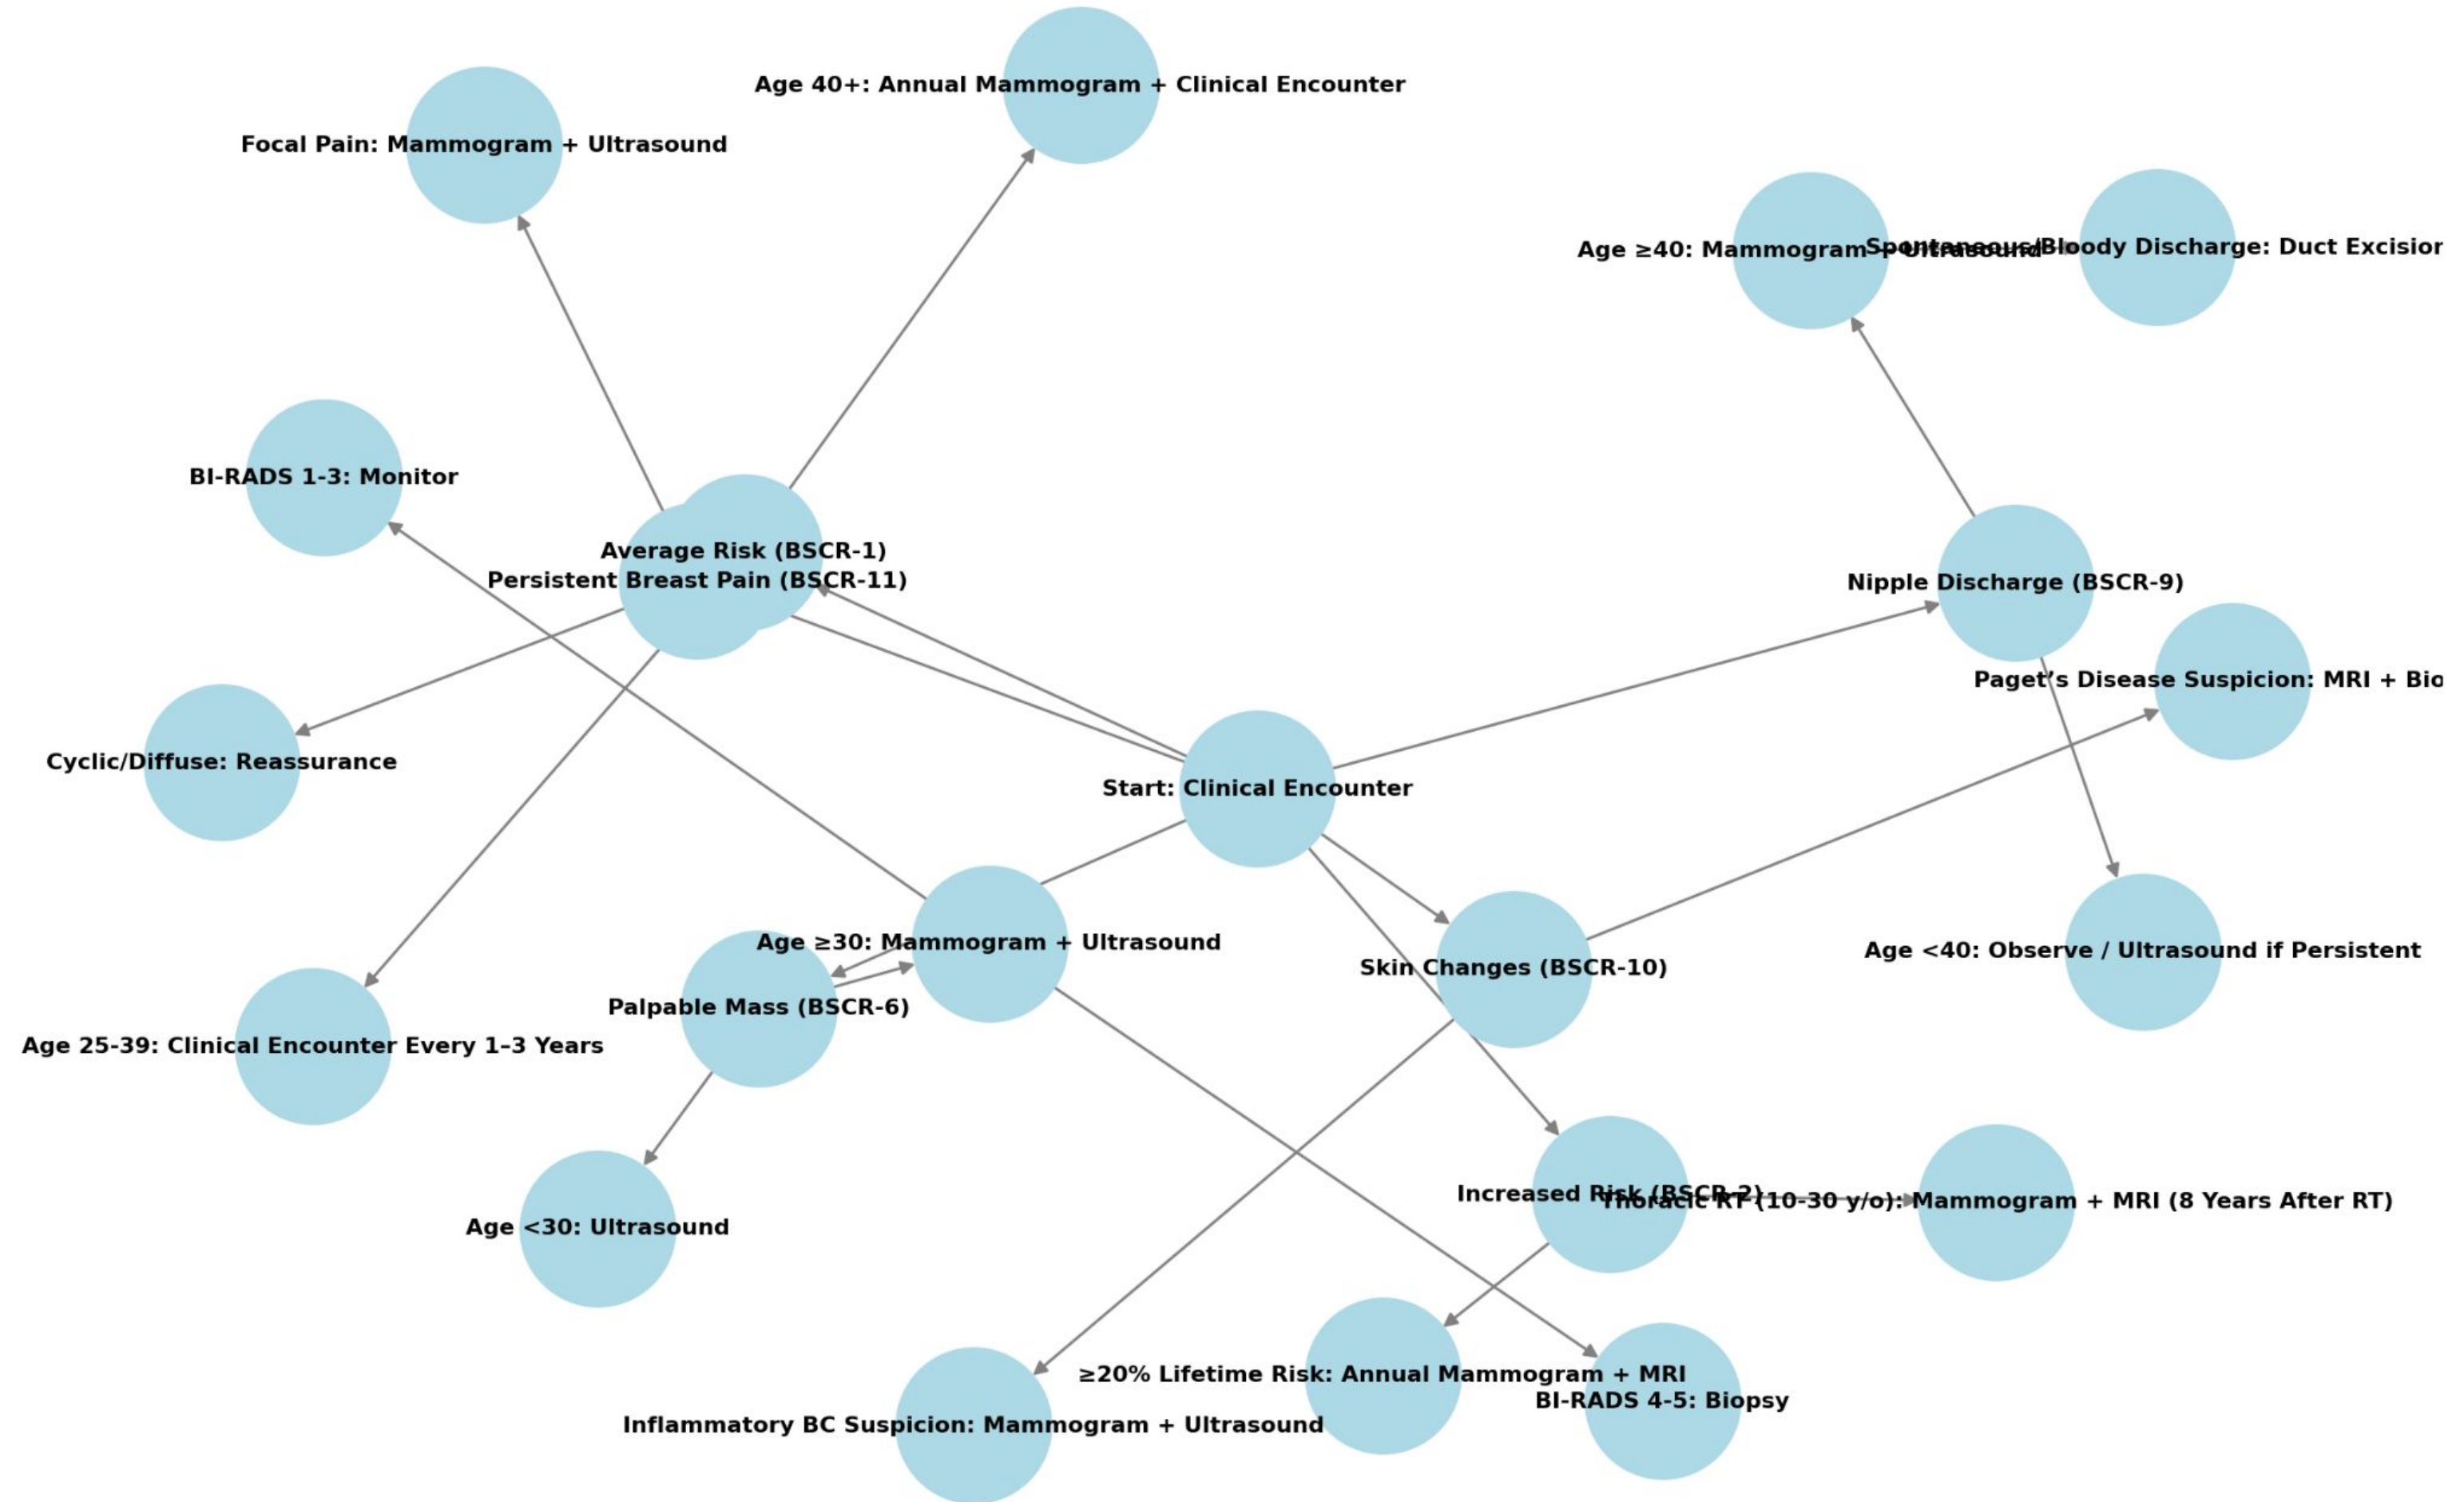 Age 40+: Annual Mammogram + Clinical Encounter
Focal Pain: Mammogram + Ultrasound
Age ≥40: Mammogram + Ultrasound
Spontaneous/Bloody Discharge: Duct Excision
BI-RADS 1-3: Monitor
Average Risk (BSCR-1)
Persistent Breast Pain (BSCR-11)
Nipple Discharge (BSCR-9)
Paget's Disease Suspicion: MRI + Bio
Cyclic/Diffuse: Reassurance
Start: Clinical Encounter
Age ≥30: Mammogram + Ultrasound
Age <40: Observe / Ultrasound if Persistent
Skin Changes (BSCR-10)
Palpable Mass (BSCR-6)
Age 25-39: Clinical Encounter Every 1–3 Years
Increased Risk (BSCR-2)
Thoracic RT (10-30 y/o): Mammogram + MRI (8 Years After RT)
Age <30: Ultrasound
≥20% Lifetime Risk: Annual Mammogram + MRI
BI-RADS 4-5: Biopsy
Inflammatory BC Suspicion: Mammogram + Ultrasound